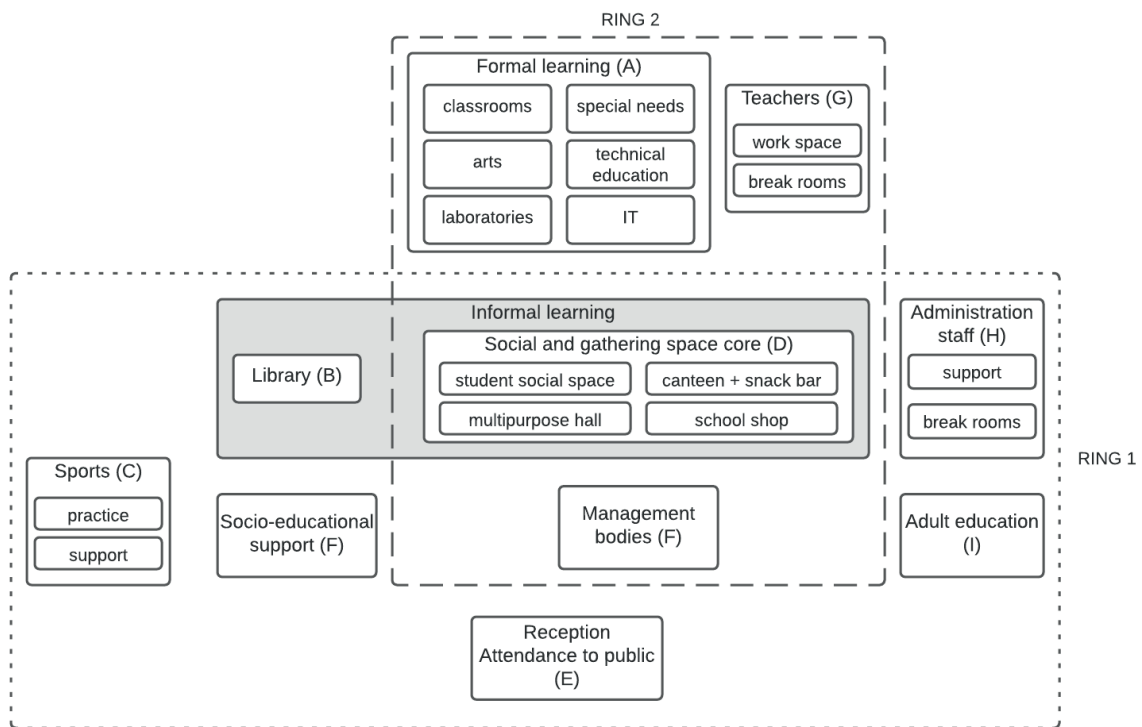 RING 2
Formal learning (A)
classrooms
special needs
arts
technical
education
laboratories
IT
Teachers (G)
work space
break rooms
Informal learning
Library (B)
Social and gathering space core (D)
student social space
canteen + snack bar
multipurpose hall
school shop
Administration
staff (H)
support
break rooms
RING 1
Sports (C)
practice
support
Socio-educational
support (F)
Management
bodies (F)
Adult education
(I)
Reception
Attendance to public
(E)